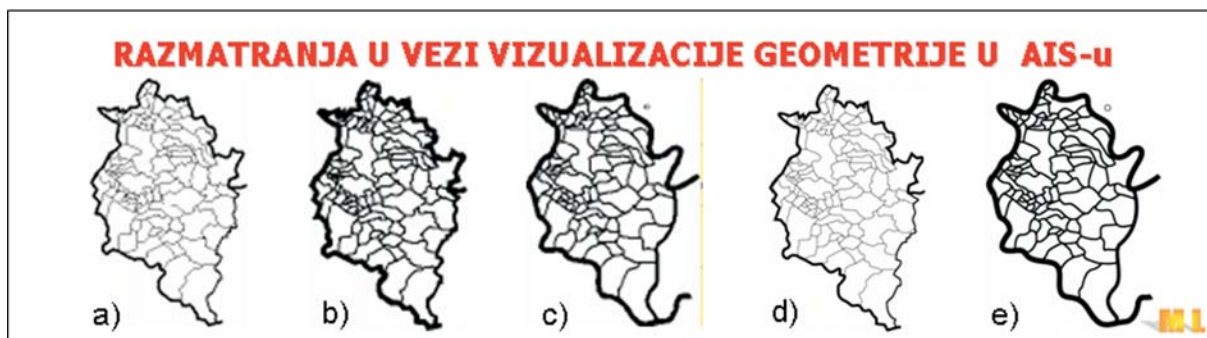 RAZMATRANJA U VEZI VIZUALIZACIJE GEOMETRIJE U AIS-u
a) b) c) d) e)